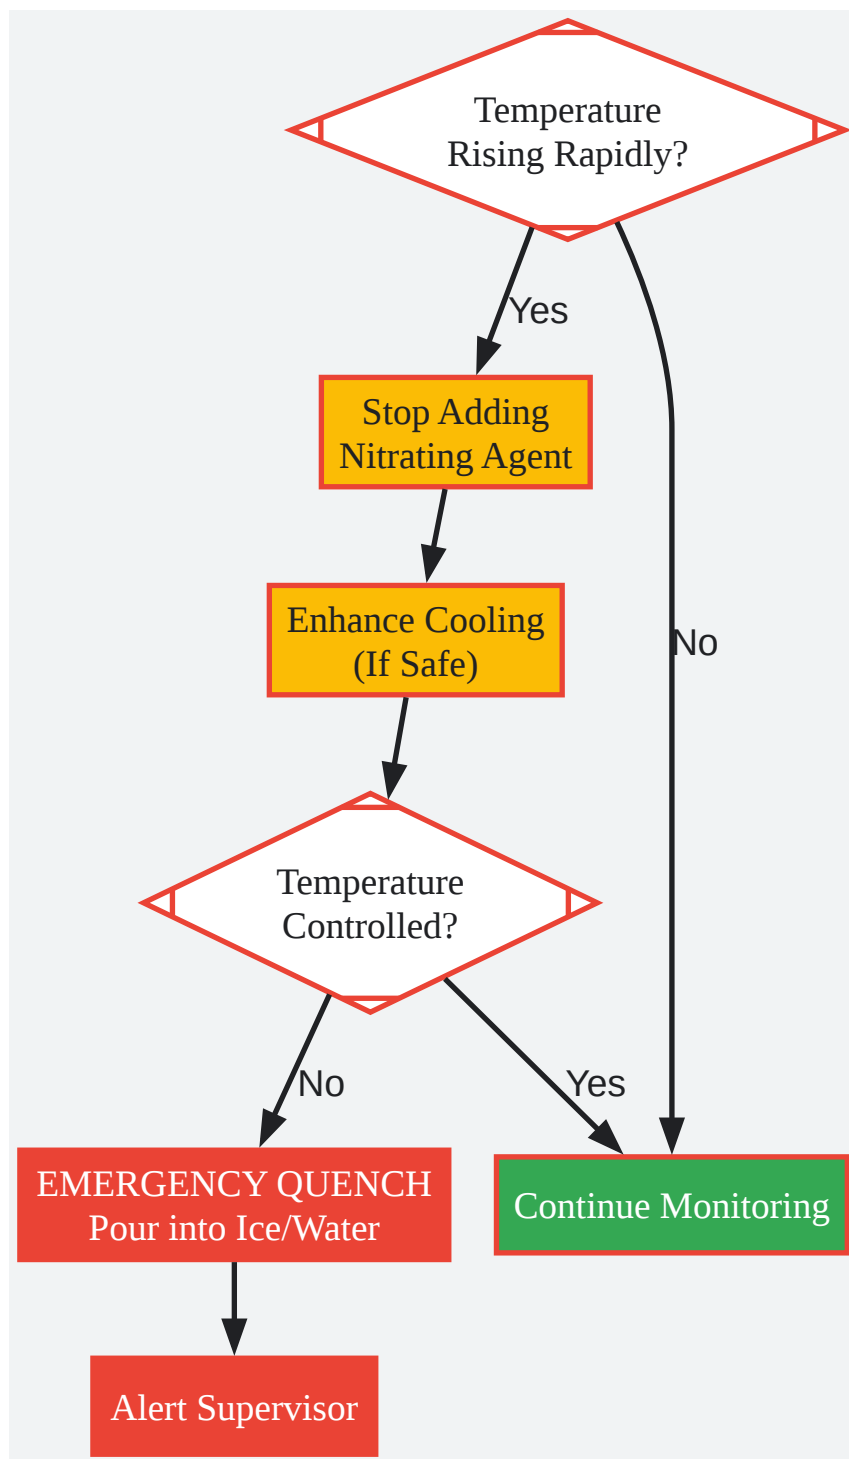 Temperature
Rising Rapidly?
Yes
Stop Adding
Nitrating Agent
Enhance Cooling
(If Safe)
No
Temperature
Controlled?
No
Yes
EMERGENCY QUENCH
Pour into Ice/Water
Continue Monitoring
Alert Supervisor